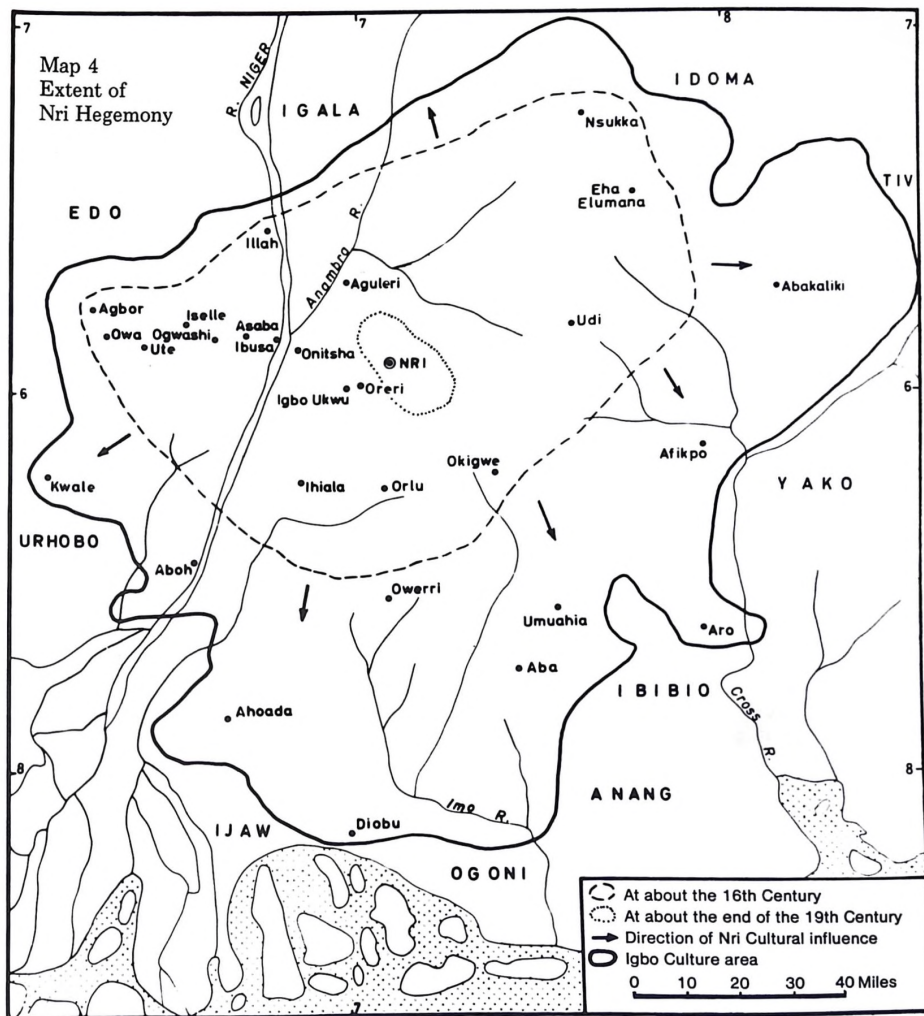 7
7
8
7
Map 4
Extent of
Nri Hegemony
R. NIGER
IGALA
IDOMA
Nsukka
TIV
Eha
Elumana
EDO
R.
Illah
Anambra
Aguleri
Abakaliki
Agbor
Iselle
Owa
Ogwashi
Ute
Asaba
Ibusa
Onitsha
Udi
NRI
6
6
Igbo Ukwu
Oreri
Afikpo
Okigwe
Kwale
Ihiala
Orlu
YAKO
URHOBO
Aboh
Owerri
Umuahia
Aro
Aba
IBIBIO
Cross
R.
Ahoada
8
8
Imo R.
ANANG
IJAW
Diobu
OGONI
At about the 16th Century
At about the end of the 19th Century
Direction of Nri Cultural influence
Igbo Culture area
0 10 20 30 40 Miles
7